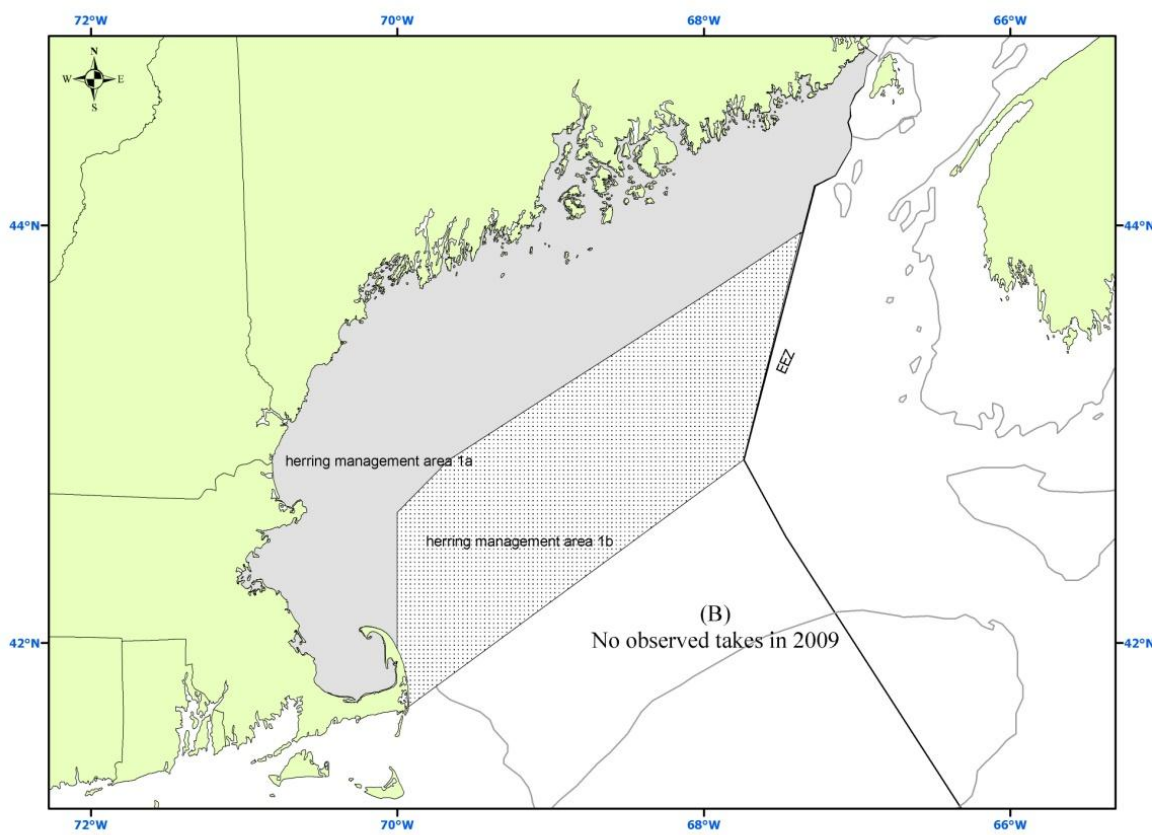 72°W 70°W 68°W 66°W
N
W E
S
44°N 44°N
EEZ
herring management area 1a
herring management area 1b
(B)
No observed takes in 2009
42°N 42°N
72°W 70°W 68°W 66°W